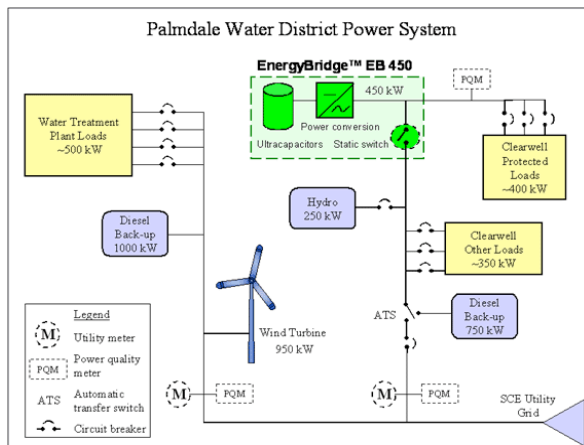 Palmdale Water District Power System
EnergyBridge™ EB 450
450 kW
PQM
Power conversion
Ultracapacitors
Static switch
Water Treatment
Plant Loads
~500 kW
Clearwell
Protected
Loads
~400 kW
Hydro
250 kW
Diesel
Back-up
1000 kW
Clearwell
Other Loads
~350 kW
ATS
Diesel
Back-up
750 kW
Wind Turbine
950 kW
Legend
M
Utility meter
PQM
Power quality
meter
ATS
Automatic
transfer switch
Circuit breaker
M
PQM
M
PQM
SCE Utility
Grid